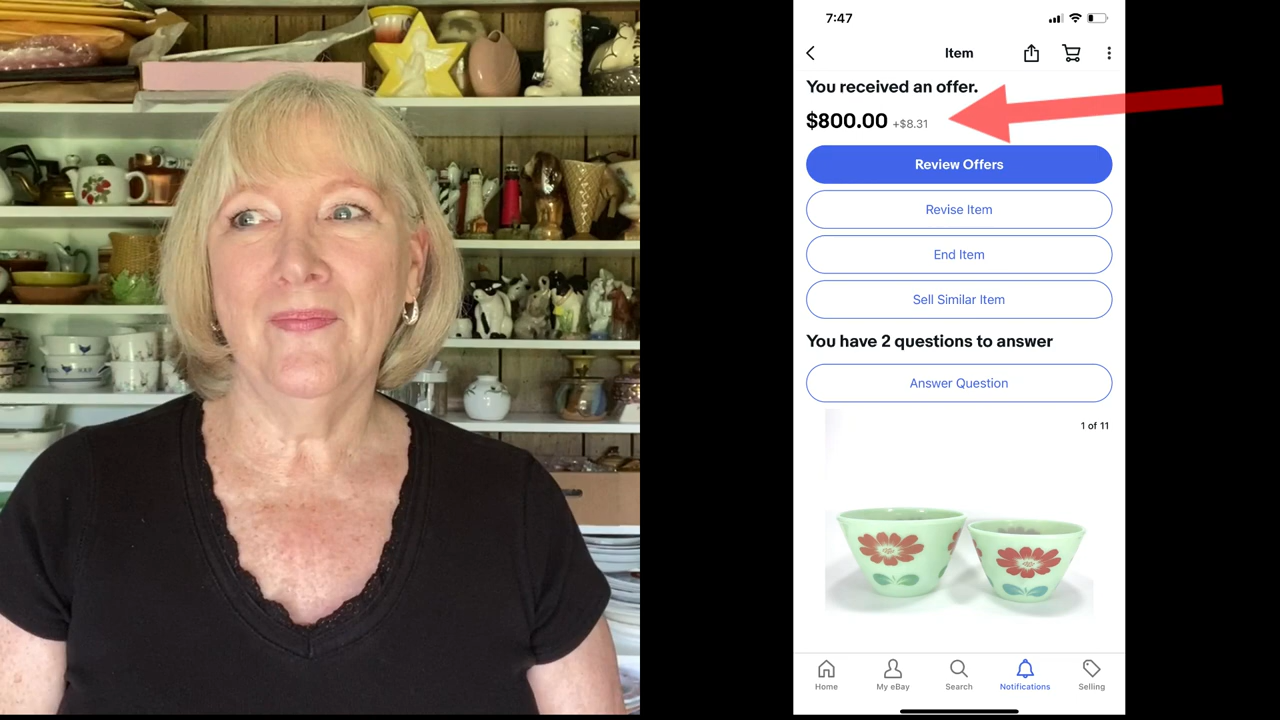 7:47
Item
You received an offer.
$800.00 +$8.31
Review Offers
Revise Item
End Item
Sell Similar Item
You have 2 questions to answer
Answer Question
1 of 11
Home
My eBay
Search
Notifications
Selling